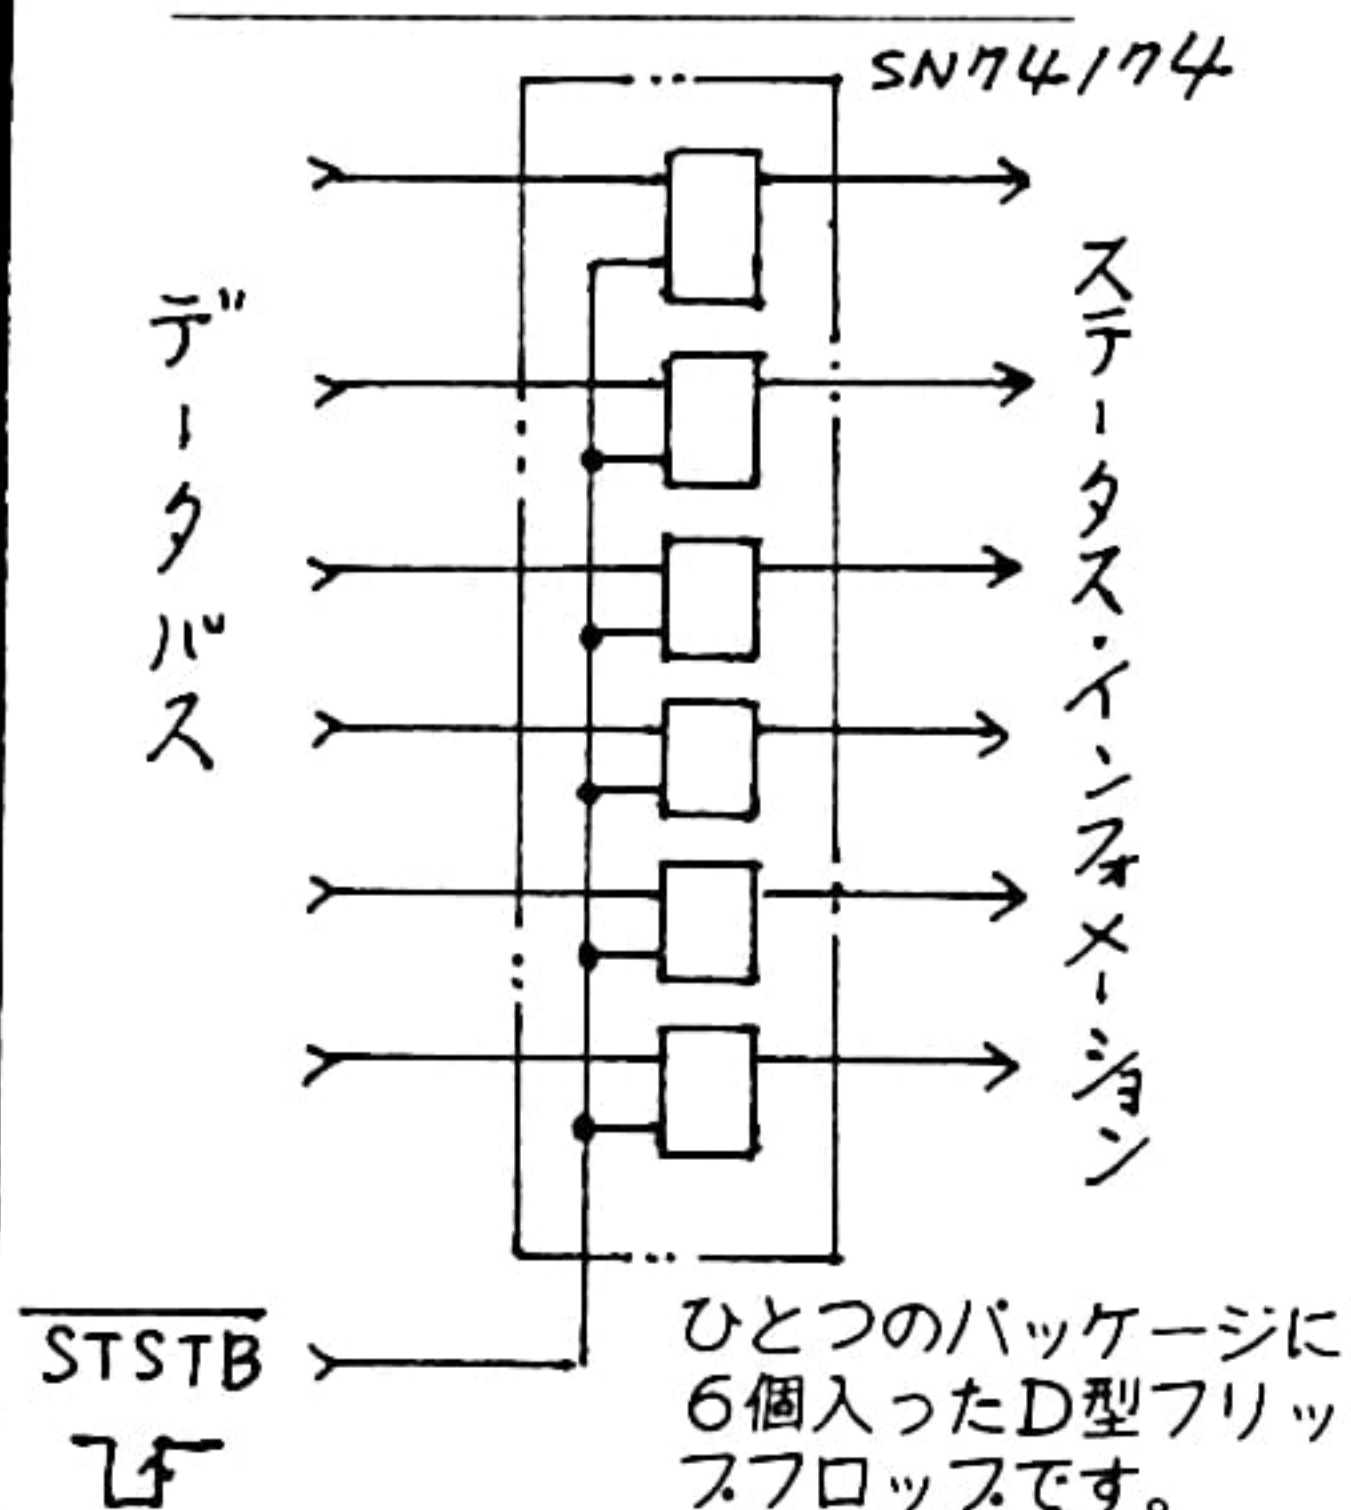 SN74174
データバス
ステータス・インフォメーション
STSTB
ひとつのパッケージに
6個入ったD型フリッ
プフロップです。